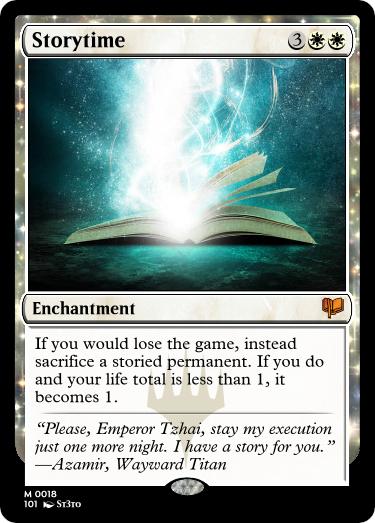 Storytime 3
Enchantment
If you would lose the game, instead
sacrifice a storied permanent. If you do
and your life total is less than 1, it
becomes 1.
“Please, Emperor Tzhai, stay my execution
just one more night. I have a story for you.”
—Azamir, Wayward Titan
M 0018
101 ST3TO